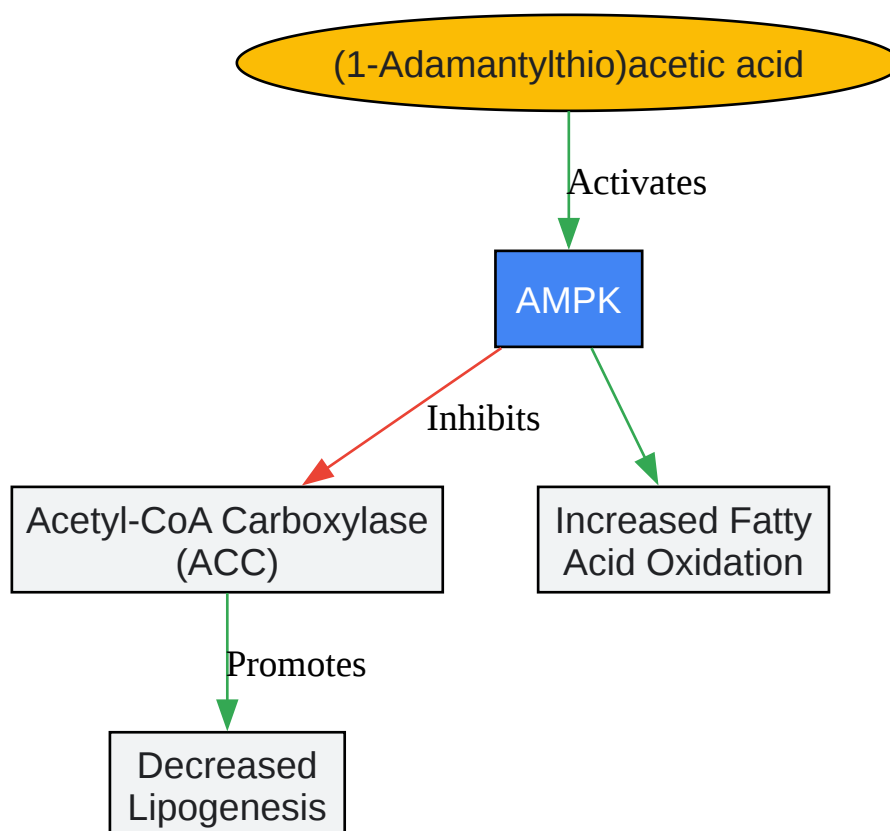 (1-Adamantylthio)acetic acid
Activates
AMPK
Inhibits
Acetyl-CoA Carboxylase
(ACC)
Increased Fatty
Acid Oxidation
Promotes
Decreased
Lipogenesis